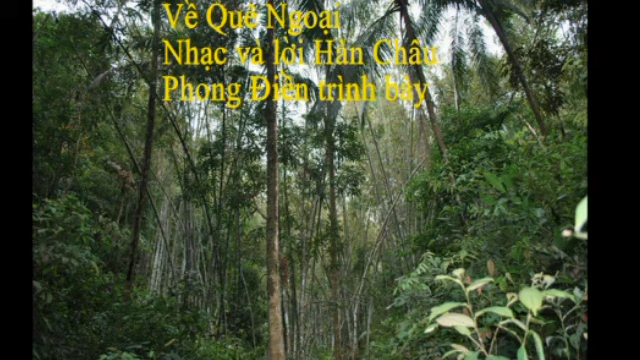 Về Quê Ngoại
Nhạc và lời Hàn Châu
Phong Điền trình bày